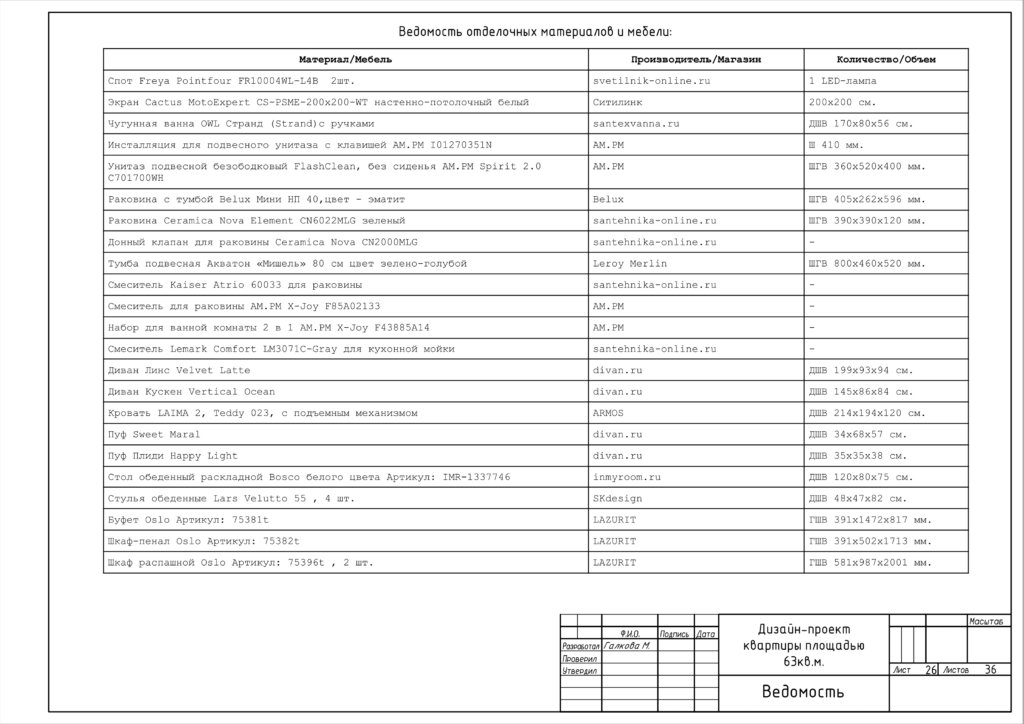 Ведомость отделочных материалов и мебели:
Материал/Мебель Производитель/Магазин Количество/Объем
Спот Freya Pointfour FR10004WL-L4B 2шт. svetilnik-online.ru 1 LED-лампа
Экран Cactus MotoExpert CS-PSME-200x200-WT настенно-потолочный белый Ситилинк 200x200 см.
Чугунная ванна OWL Странд (Strand)с ручками santexvanna.ru ДШВ 170x80x56 см.
Инсталляция для подвесного унитаза с клавишей AM.PM I01270351N AM.PM Ш 410 мм.
Унитаз подвесной безободковый FlashClean, без сиденья AM.PM Spirit 2.0 AM.PM ШГВ 360x520x400 мм.
C701700WH
Раковина с тумбой Belux Мини НП 40,цвет - эматит Belux ШГВ 405x262x596 мм.
Раковина Ceramica Nova Element CN6022MLG зеленый santehnika-online.ru ШГВ 390x390x120 мм.
Донный клапан для раковины Ceramica Nova CN2000MLG santehnika-online.ru -
Тумба подвесная Акватон «Мишель» 80 см цвет зелено-голубой Leroy Merlin ШГВ 800x460x520 мм.
Смеситель Kaiser Atrio 60033 для раковины santehnika-online.ru -
Смеситель для раковины AM.PM X-Joy F85A02133 AM.PM -
Набор для ванной комнаты 2 в 1 AM.PM X-Joy F43885A14 AM.PM -
Смеситель Lemark Comfort LM3071C-Gray для кухонной мойки santehnika-online.ru -
Диван Линс Velvet Latte divan.ru ДШВ 199x93x94 см.
Диван Кускен Vertical Ocean divan.ru ДШВ 145x86x84 см.
Кровать LAIMA 2, Teddy 023, с подъемным механизмом ARMOS ДШВ 214x194x120 см.
Пуф Sweet Maral divan.ru ДШВ 34x68x57 см.
Пуф Плиди Happy Light divan.ru ДШВ 35x35x38 см.
Стол обеденный раскладной Bosco белого цвета Артикул: IMR-1337746 inmyroom.ru ДШВ 120x80x75 см.
Стулья обеденные Lars Velutto 55 , 4 шт. SKdesign ДШВ 48x47x82 см.
Буфет Oslo Артикул: 75381t LAZURIT ГШВ 391x1472x817 мм.
Шкаф-пенал Oslo Артикул: 75382t LAZURIT ГШВ 391x502x1713 мм.
Шкаф распашной Oslo Артикул: 75396t , 2 шт. LAZURIT ГШВ 581x987x2001 мм.
Ф.И.О. Подпись Дата
Разработал Галкова М.
Проверил
Утвердил
Дизайн-проект
квартиры площадью
63кв.м.
Ведомость
Масштаб
Лист 26 Листов 36